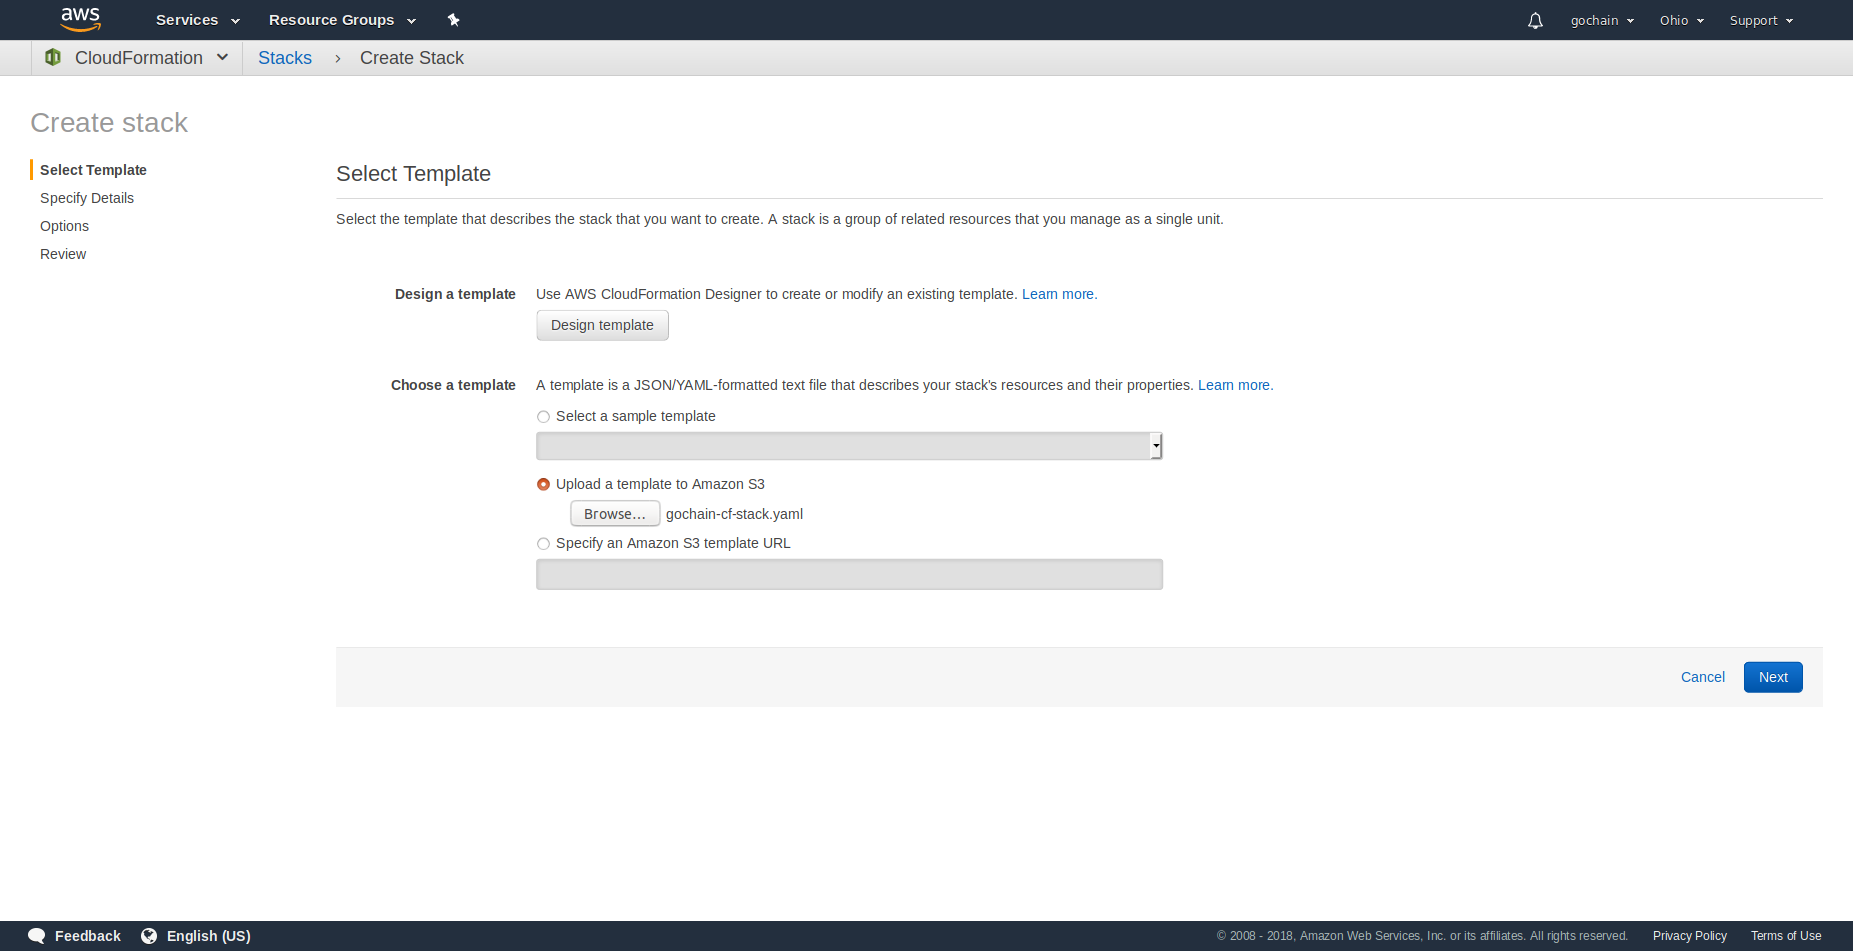 aws Services Resource Groups gochain Ohio Support
CloudFormation Stacks › Create Stack
Create stack
Select Template
Specify Details
Options
Review
Select Template
Select the template that describes the stack that you want to create. A stack is a group of related resources that you manage as a single unit.
Design a template Use AWS CloudFormation Designer to create or modify an existing template. Learn more.
Design template
Choose a template A template is a JSON/YAML-formatted text file that describes your stack's resources and their properties. Learn more.
Select a sample template
Upload a template to Amazon S3
Browse... gochain-cf-stack.yaml
Specify an Amazon S3 template URL
Cancel Next
Feedback English (US) © 2008 - 2018, Amazon Web Services, Inc. or its affiliates. All rights reserved. Privacy Policy Terms of Use